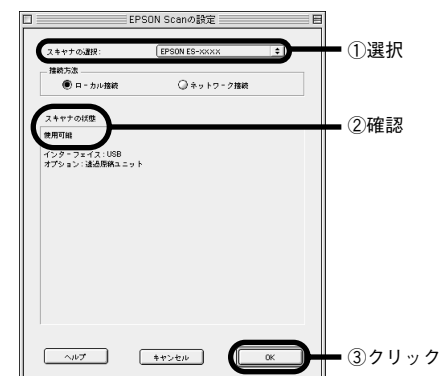 EPSON Scanの設定
スキャナの選択: EPSON ES-XXXX ①選択
接続方法
ローカル接続 ネットワーク接続
スキャナの状態
②確認
使用可能
インターフェイス:USB
オプション:透過原稿ユニット
ヘルプ キャンセル OK ③クリック